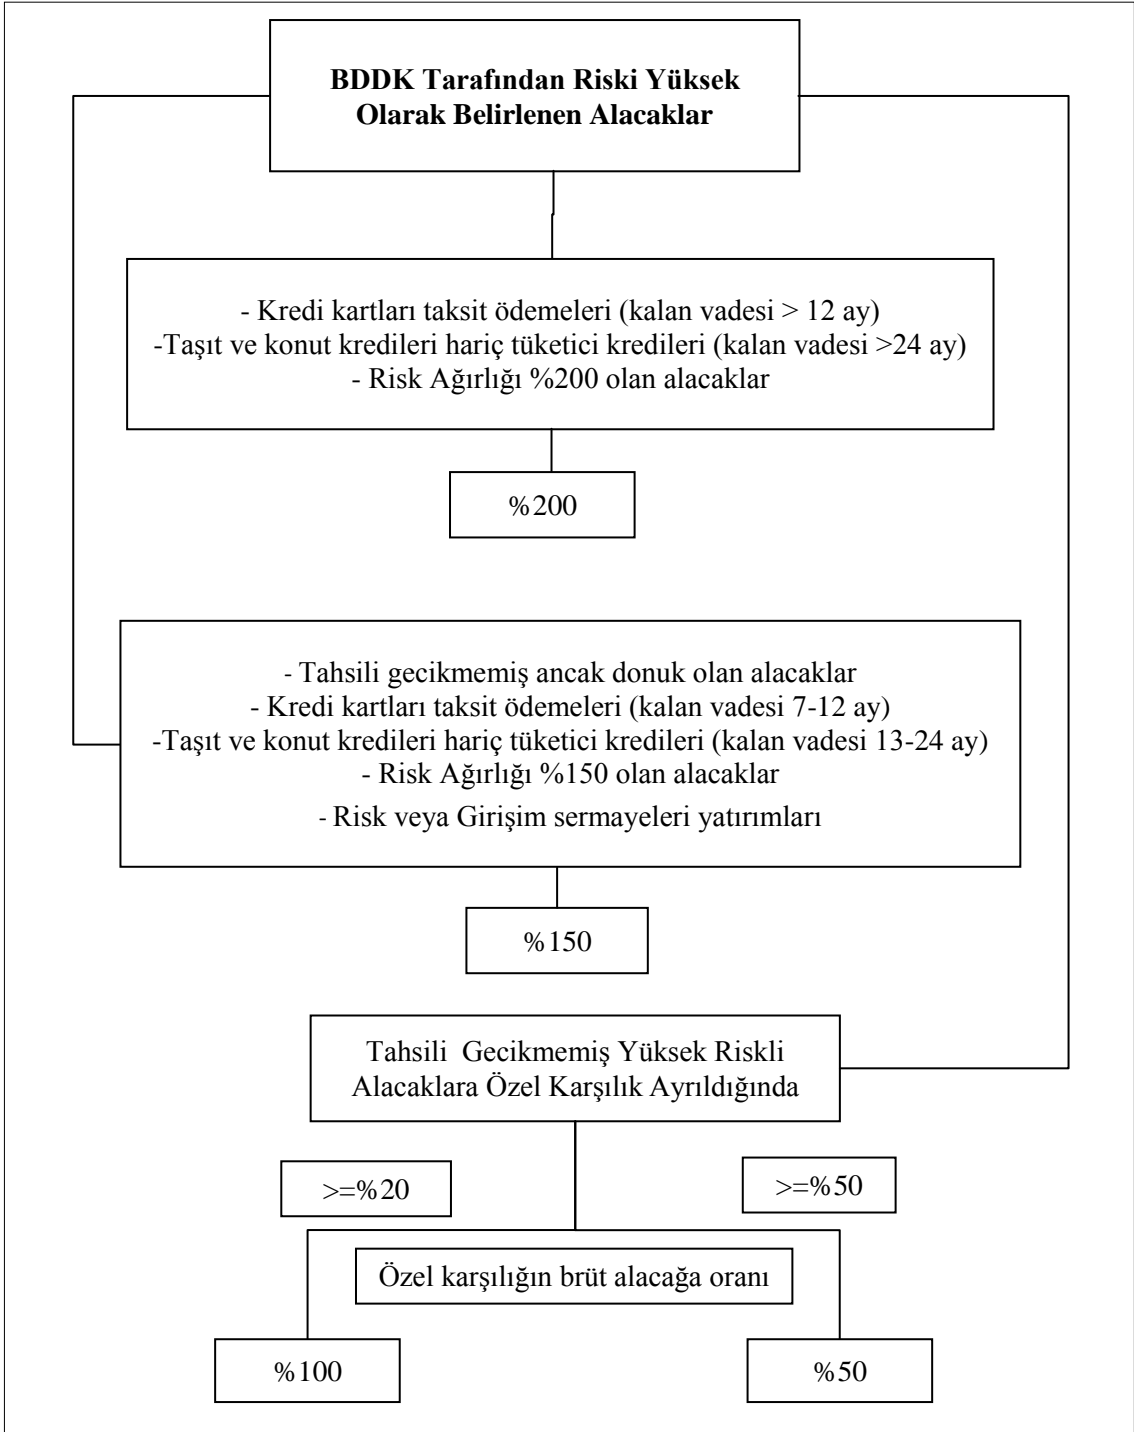 BDDK Tarafından Riski Yüksek
Olarak Belirlenen Alacaklar
- Kredi kartları taksit ödemeleri (kalan vadesi > 12 ay)
-Taşıt ve konut kredileri hariç tüketici kredileri (kalan vadesi >24 ay)
- Risk Ağırlığı %200 olan alacaklar
%200
- Tahsili gecikmemiş ancak donuk olan alacaklar
- Kredi kartları taksit ödemeleri (kalan vadesi 7-12 ay)
-Taşıt ve konut kredileri hariç tüketici kredileri (kalan vadesi 13-24 ay)
- Risk Ağırlığı %150 olan alacaklar
- Risk veya Girişim sermayeleri yatırımları
%150
Tahsili Gecikmemiş Yüksek Riskli
Alacaklara Özel Karşılık Ayrıldığında
>=%20
>=%50
Özel karşılığın brüt alacağa oranı
%100
%50